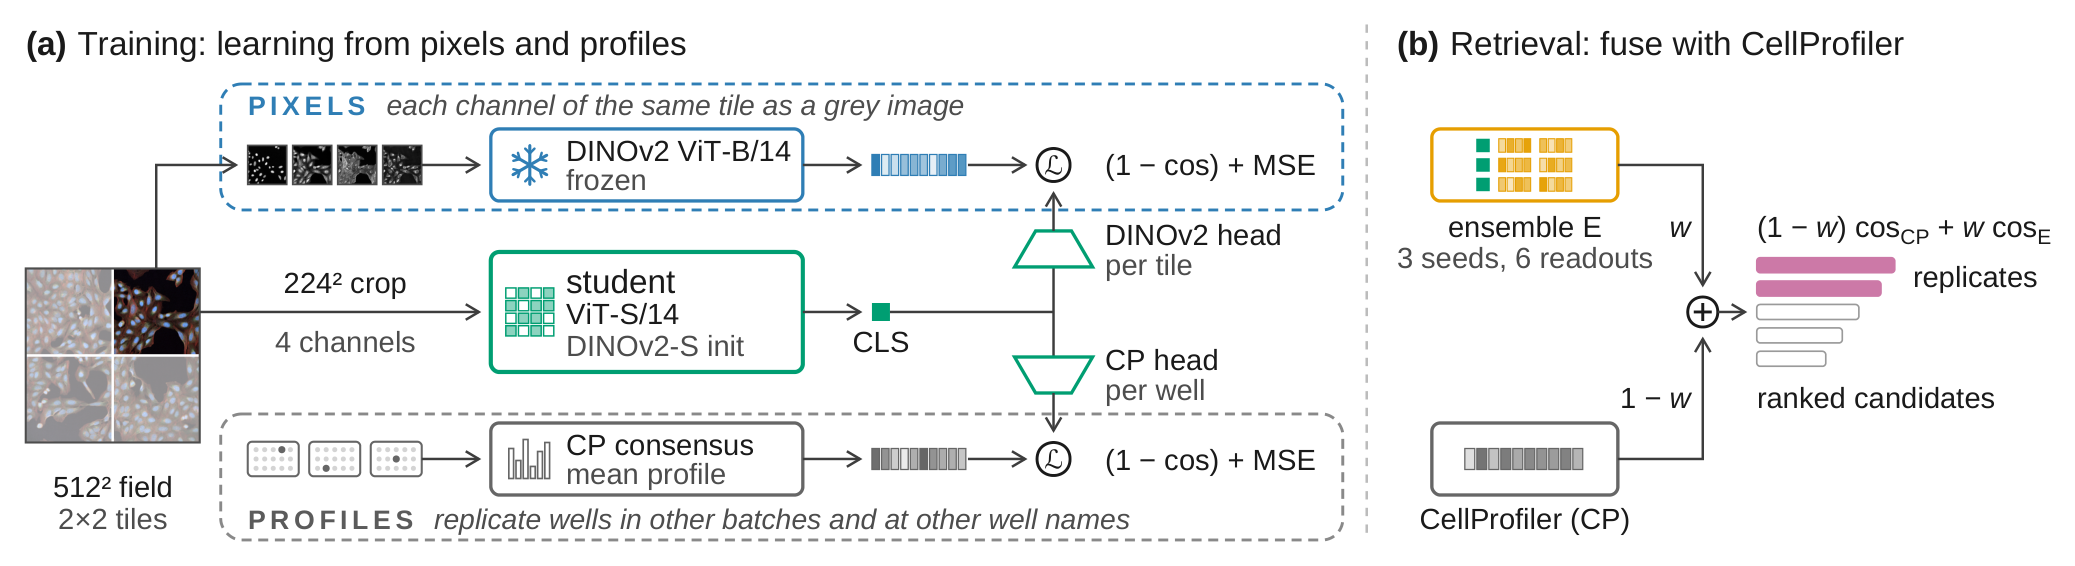 (a) Training: learning from pixels and profiles
PIXELS each channel of the same tile as a grey image
DINOv2 ViT-B/14
frozen
ℒ
(1 − cos) + MSE
DINOv2 head
per tile
224² crop
4 channels
student
ViT-S/14
DINOv2-S init
CLS
CP head
per well
512² field
2×2 tiles
CP consensus
mean profile
ℒ
(1 − cos) + MSE
PROFILES replicate wells in other batches and at other well names
(b) Retrieval: fuse with CellProfiler
ensemble E
3 seeds, 6 readouts
w
(1 − w) cos_CP + w cos_E
replicates
+
1 − w
ranked candidates
CellProfiler (CP)